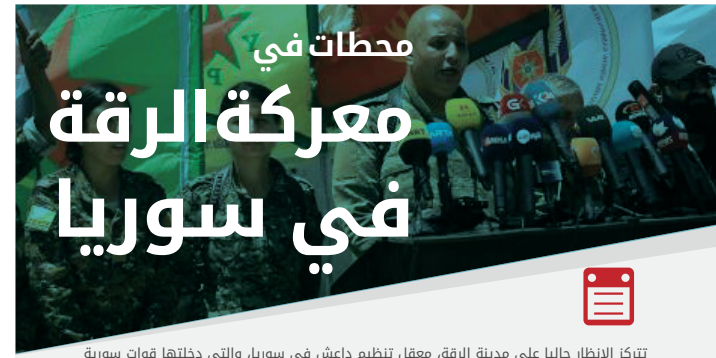 محطات في
معركة الرقة
في سوريا
تتركز الانظار حاليا على مدينة الرقة، معقل تنظيم داعش في سوريا، والتي دخلتها قوات سورية